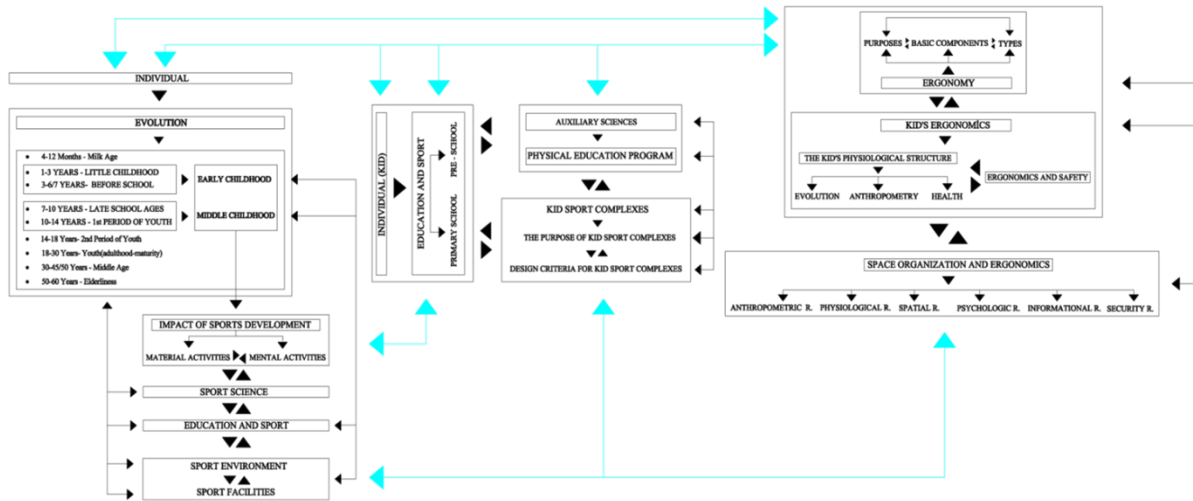 INDIVIDUAL
EVOLUTION
4-12 Months - Milk Age
1-3 YEARS - LITTLE CHILDHOOD
3-6/7 YEARS- BEFORE SCHOOL
EARLY CHILDHOOD
7-10 YEARS - LATE SCHOOL AGES
10-14 YEARS - 1st PERIOD OF YOUTH
MIDDLE CHILDHOOD
14-18 Years- 2nd Period of Youth
18-30 Years- Youth(adulthood-maturity)
30-45/50 Years - Middle Age
50-60 Years - Elderliness
IMPACT OF SPORTS DEVELOPMENT
MATERIAL ACTIVITIES
MENTAL ACTIVITIES
SPORT SCIENCE
EDUCATION AND SPORT
SPORT ENVIRONMENT
SPORT FACILITIES
INDIVIDUAL (KID)
EDUCATION AND SPORT
PRE - SCHOOL
PRIMARY SCHOOL
AUXILIARY SCIENCES
PHYSICAL EDUCATION PROGRAM
KID SPORT COMPLEXES
THE PURPOSE OF KID SPORT COMPLEXES
DESIGN CRITERIA FOR KID SPORT COMPLEXES
PURPOSES
BASIC COMPONENTS
TYPES
ERGONOMY
KID'S ERGONOMİCS
THE KID'S PHYSIOLOGICAL STRUCTURE
EVOLUTION
ANTHROPOMETRY
HEALTH
ERGONOMICS AND SAFETY
SPACE ORGANIZATION AND ERGONOMICS
ANTHROPOMETRIC R.
PHYSIOLOGICAL R.
SPATIAL R.
PSYCHOLOGIC R.
INFORMATIONAL R.
SECURITY R.